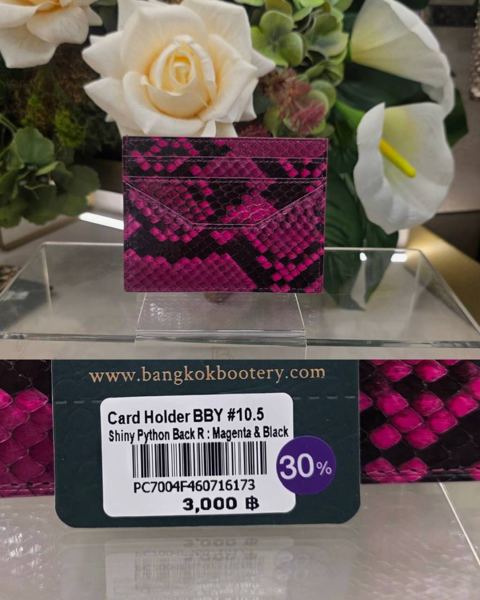 www.bangkokbootery.com
Card Holder BBY #10.5
Shiny Python Back R : Magenta & Black
30%
PC7004F460716173
3,000 ฿